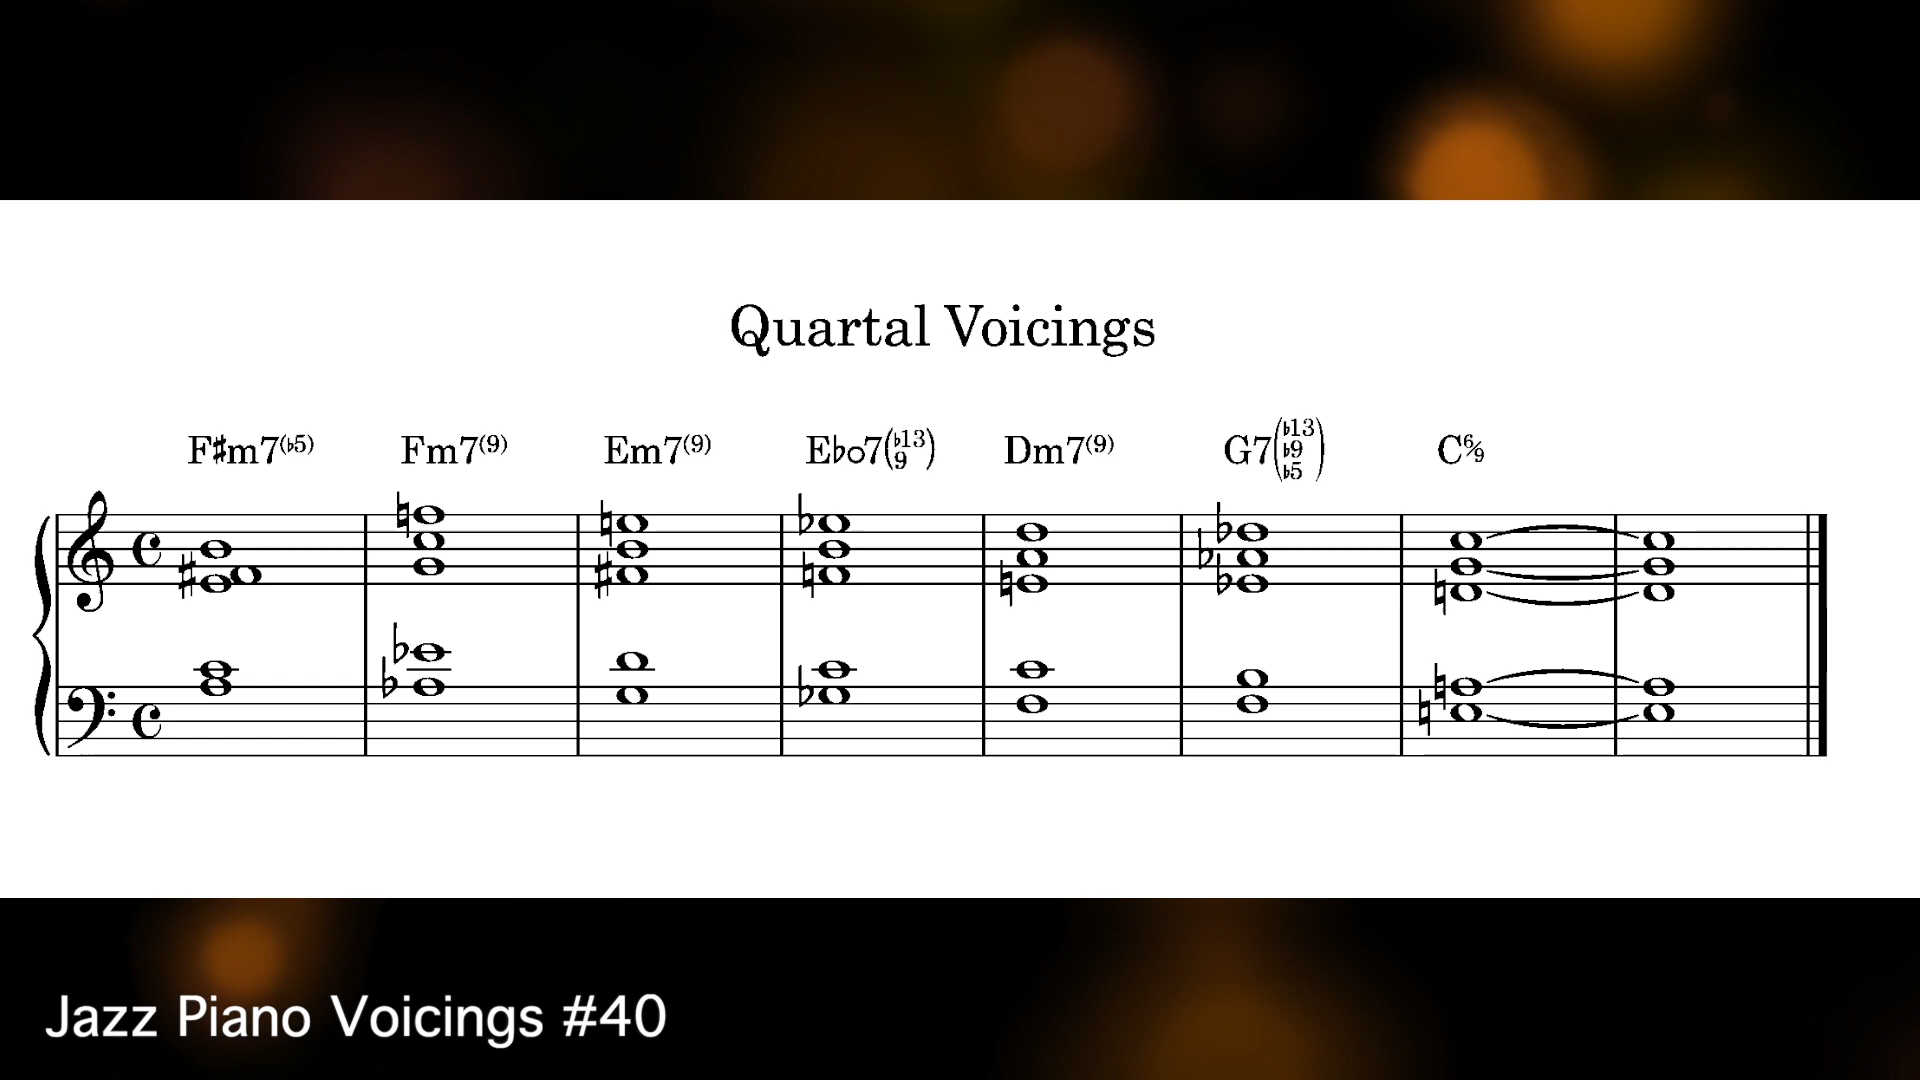 Quartal Voicings
F♯m7(♭5) Fm7(9) Em7(9) E♭o7(♭13 9) Dm7(9) G7(♭13 ♭9 ♭5) C6/9
Jazz Piano Voicings #40